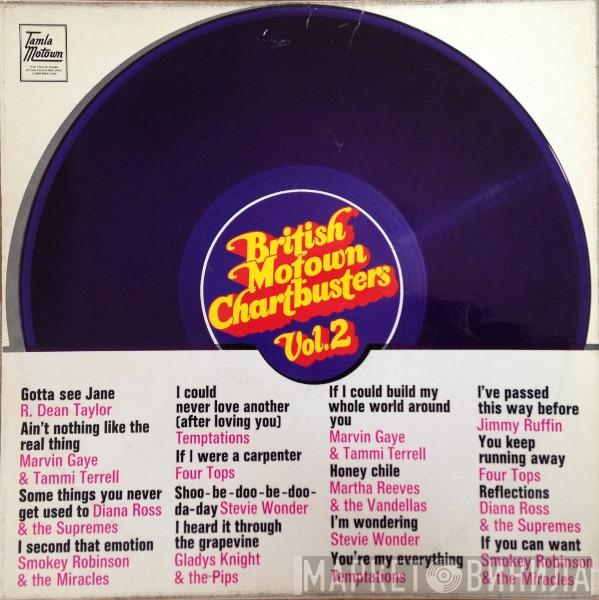 Tamla
Motown
British
Motown
Chartbusters
Vol.2
Gotta see Jane
R. Dean Taylor
Ain't nothing like the
real thing
Marvin Gaye
& Tammi Terrell
Some things you never
get used to Diana Ross
& the Supremes
I second that emotion
Smokey Robinson
& the Miracles
I could
never love another
(after loving you)
Temptations
If I were a carpenter
Four Tops
Shoo-be-doo-be-doo-
da-day Stevie Wonder
I heard it through
the grapevine
Gladys Knight
& the Pips
If I could build my
whole world around
you
Marvin Gaye
& Tammi Terrell
Honey chile
Martha Reeves
& the Vandellas
I'm wondering
Stevie Wonder
You're my everything
Temptations
I've passed
this way before
Jimmy Ruffin
You keep
running away
Four Tops
Reflections
Diana Ross
& the Supremes
If you can want
Smokey Robinson
& the Miracles
МАРКЕТ ВИНИЛА